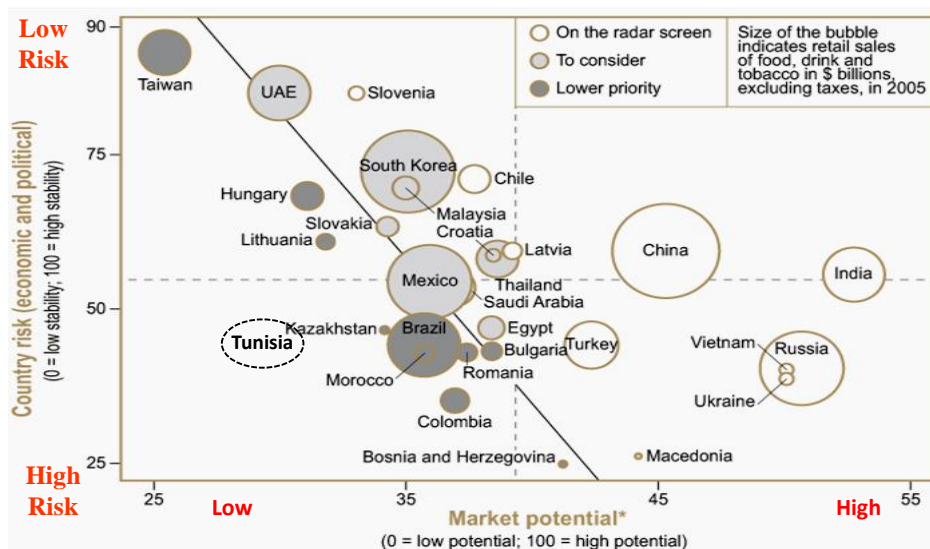 Low
Risk
90
75
50
25
Country risk (economic and political)
(0 = low stability; 100 = high stability)
On the radar screen
To consider
Lower priority
Size of the bubble
indicates retail sales
of food, drink and
tobacco in $ billions,
excluding taxes, in 2005
Taiwan
UAE
Slovenia
South Korea
Chile
Hungary
Malaysia
Slovakia
Croatia
Lithuania
Latvia
China
India
Mexico
Thailand
Saudi Arabia
Tunisia
Kazakhstan
Brazil
Egypt
Turkey
Bulgaria
Vietnam
Russia
Morocco
Romania
Ukraine
Colombia
Bosnia and Herzegovina
Macedonia
High
Risk
25
35
45
55
Low
High
Market potential*
(0 = low potential; 100 = high potential)